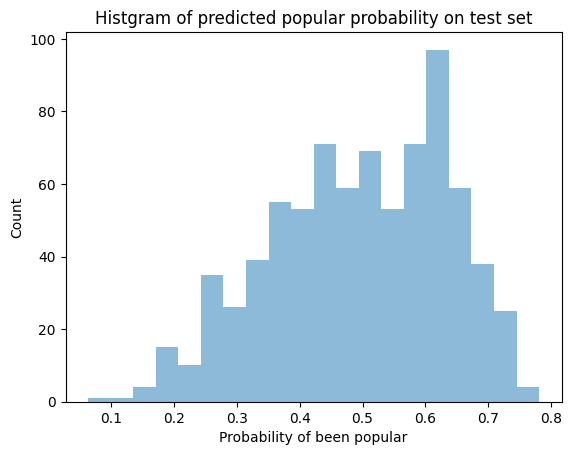 Histgram of predicted popular probability on test set
100
80
60
40
20
0
Count
0.1 0.2 0.3 0.4 0.5 0.6 0.7 0.8
Probability of been popular